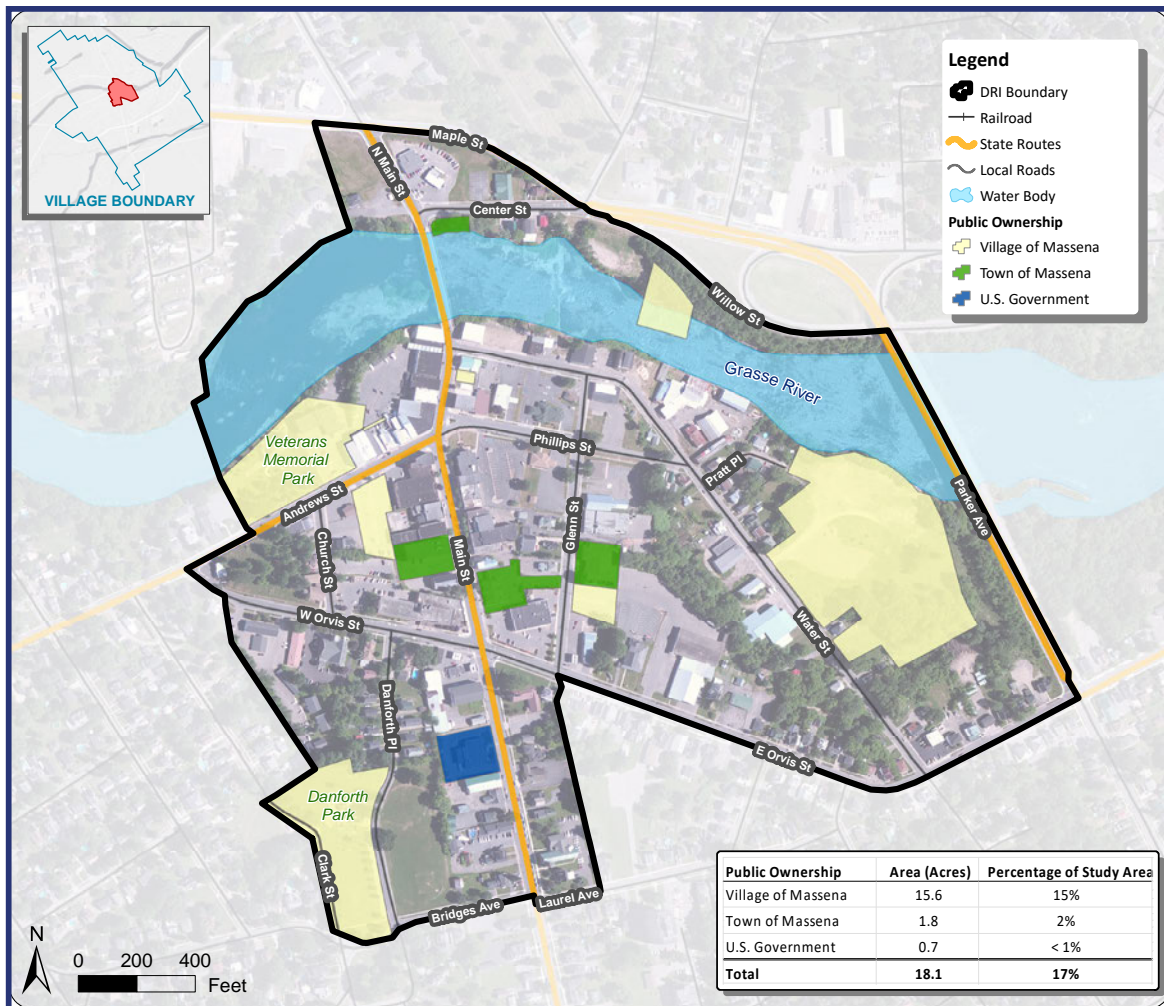 VILLAGE BOUNDARY
Legend
DRI Boundary
Railroad
State Routes
Local Roads
Water Body
Public Ownership
Village of Massena
Town of Massena
U.S. Government
Maple St
N Main St
Center St
Willow St
Grasse River
Veterans
Memorial
Park
Andrews St
Phillips St
Pratt Pl
Parker Ave
Glenn St
Church St
Main St
W Orvis St
Water St
Danforth Pl
E Orvis St
Danforth
Park
Clark St
Bridges Ave
Laurel Ave
N
0 200 400
Feet
Public Ownership Area (Acres) Percentage of Study Area
Village of Massena 15.6 15%
Town of Massena 1.8 2%
U.S. Government 0.7 < 1%
Total 18.1 17%